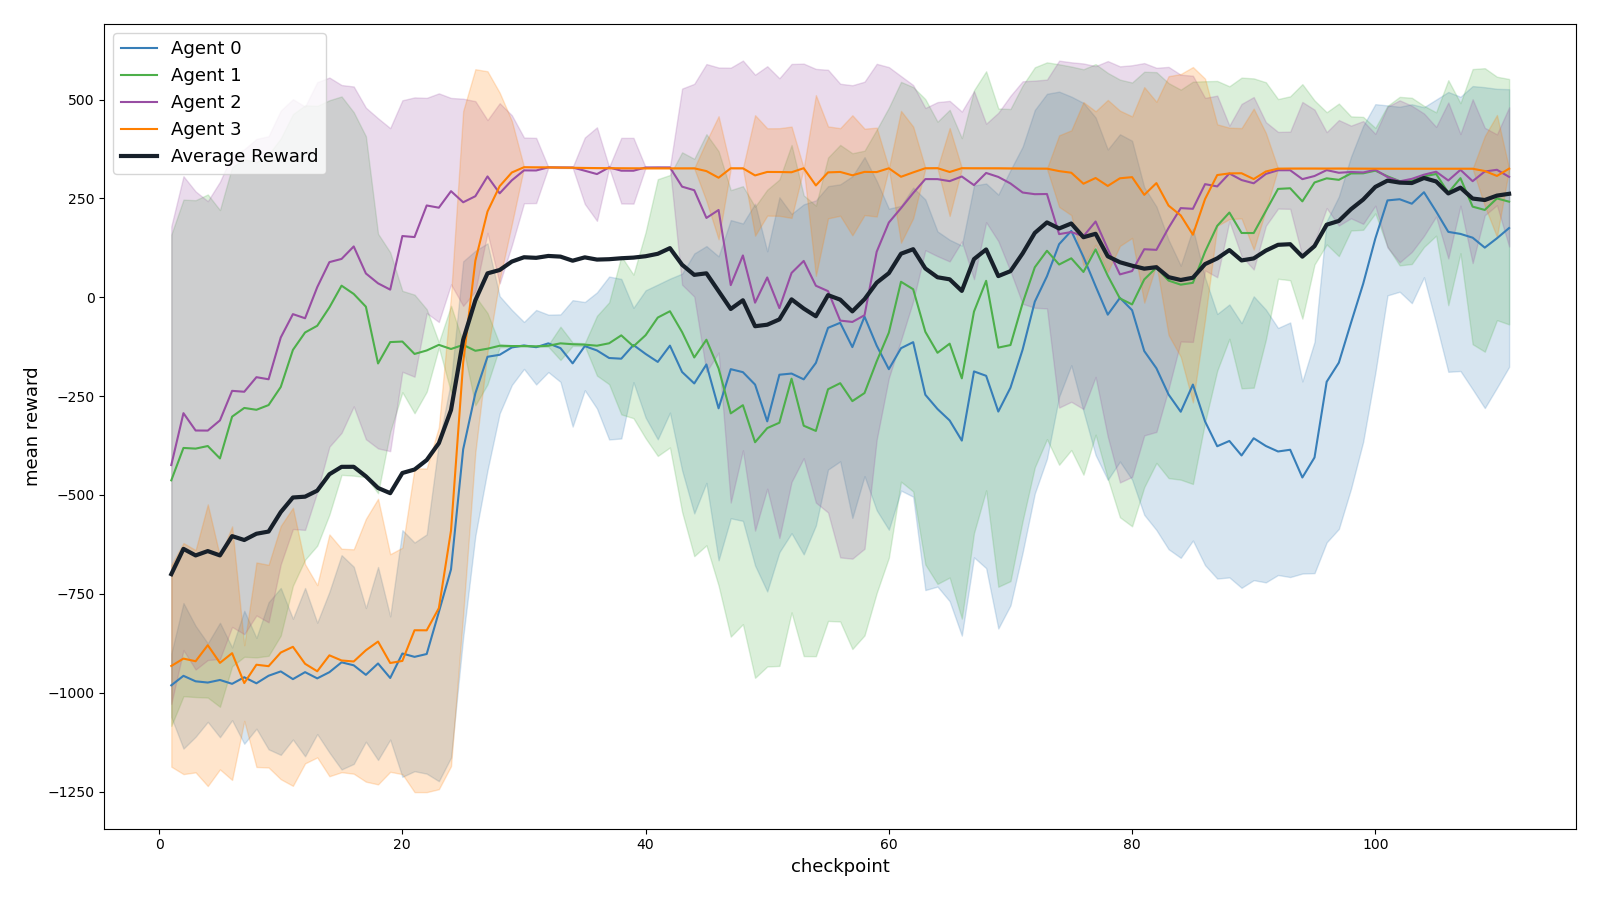 Agent 0
Agent 1
Agent 2
Agent 3
Average Reward
500
250
0
−250
−500
−750
−1000
−1250
mean reward
0 20 40 60 80 100
checkpoint